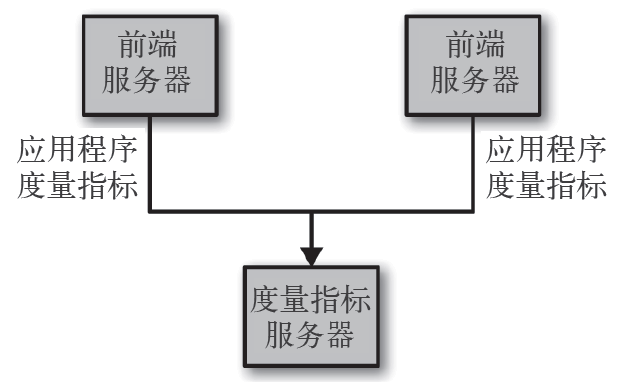 前端
服务器
前端
服务器
应用程序
度量指标
应用程序
度量指标
度量指标
服务器